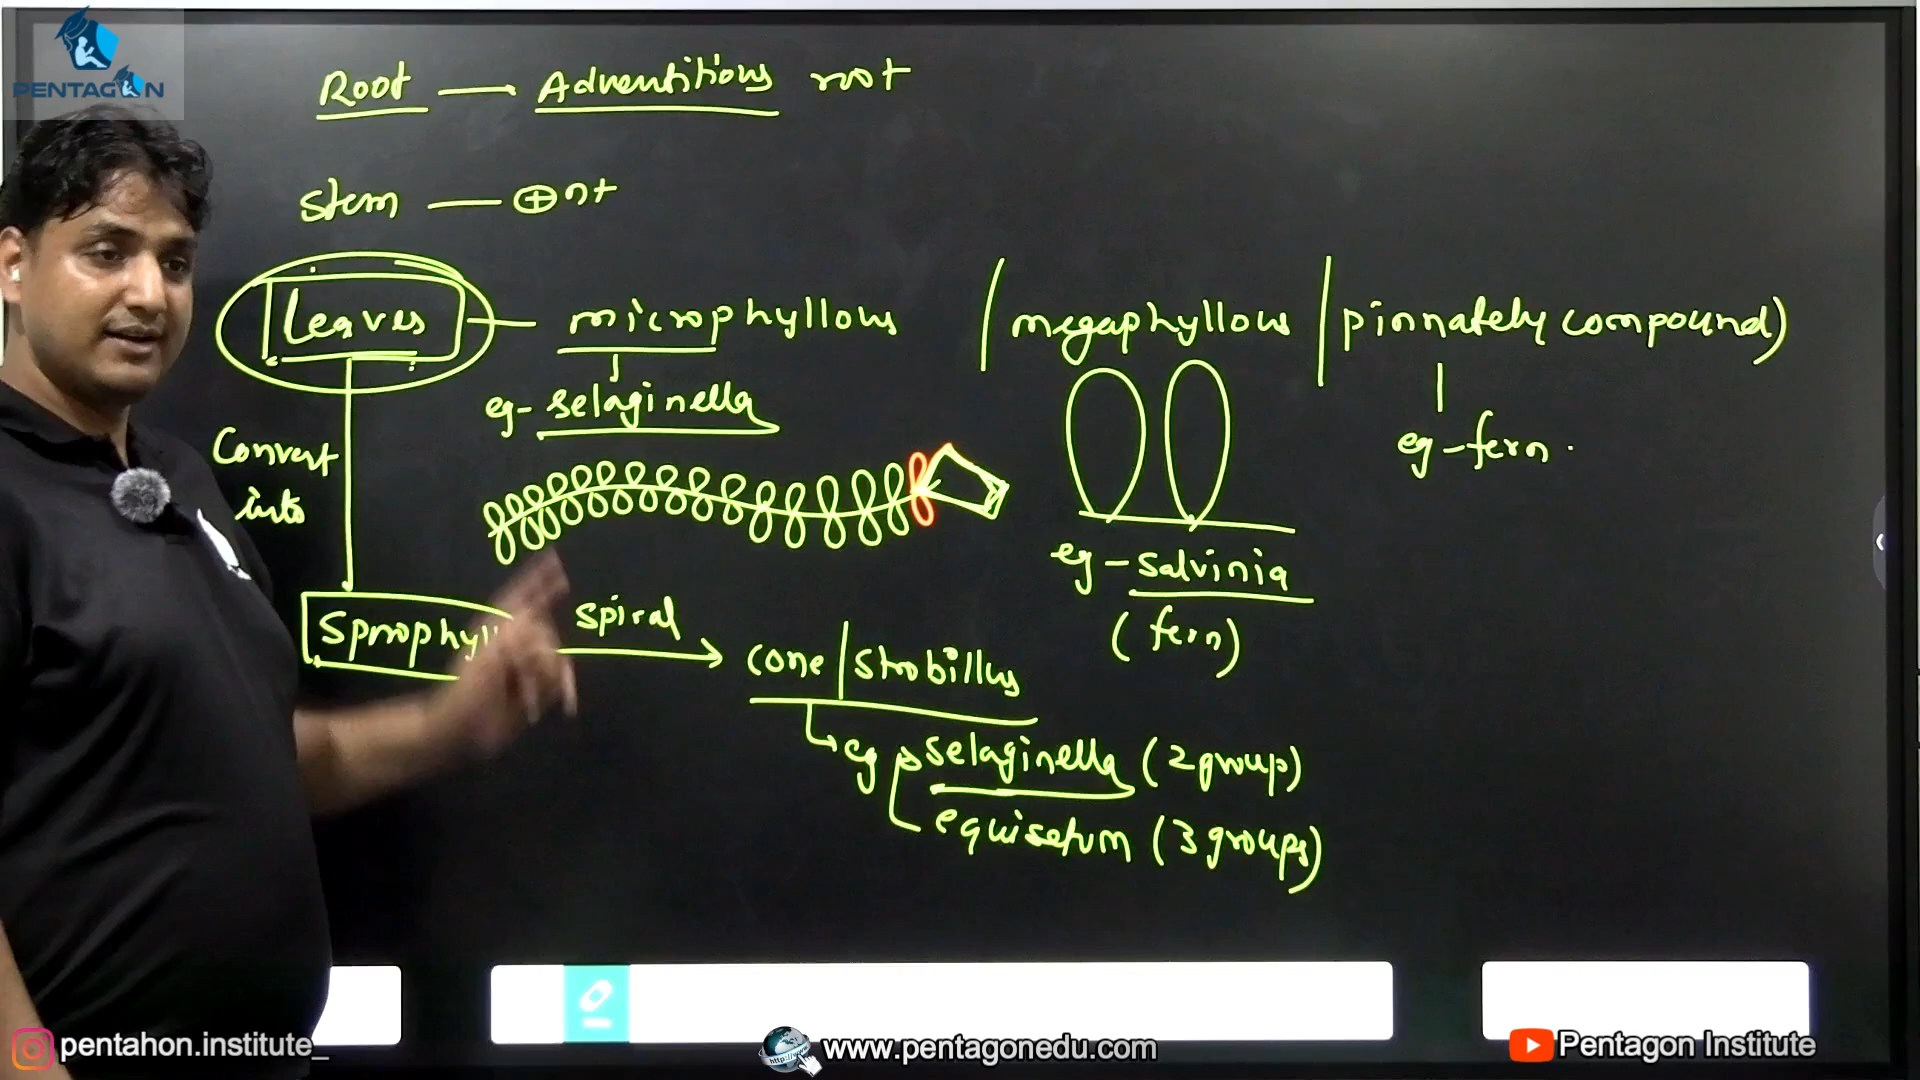 PENTAGON
Root — Adventitious root
stem — ⊕nt
leaves — microphyllous / megaphyllous / pinnately compound)
eg-selaginella
eg-fern.
Convert
into
eg-salvinia
(fern)
spiral
cone/strobillus
eg selaginella (2 group)
equisetum (3 groups)
pentahon.institute_
http://
www.pentagonedu.com
Pentagon Institute